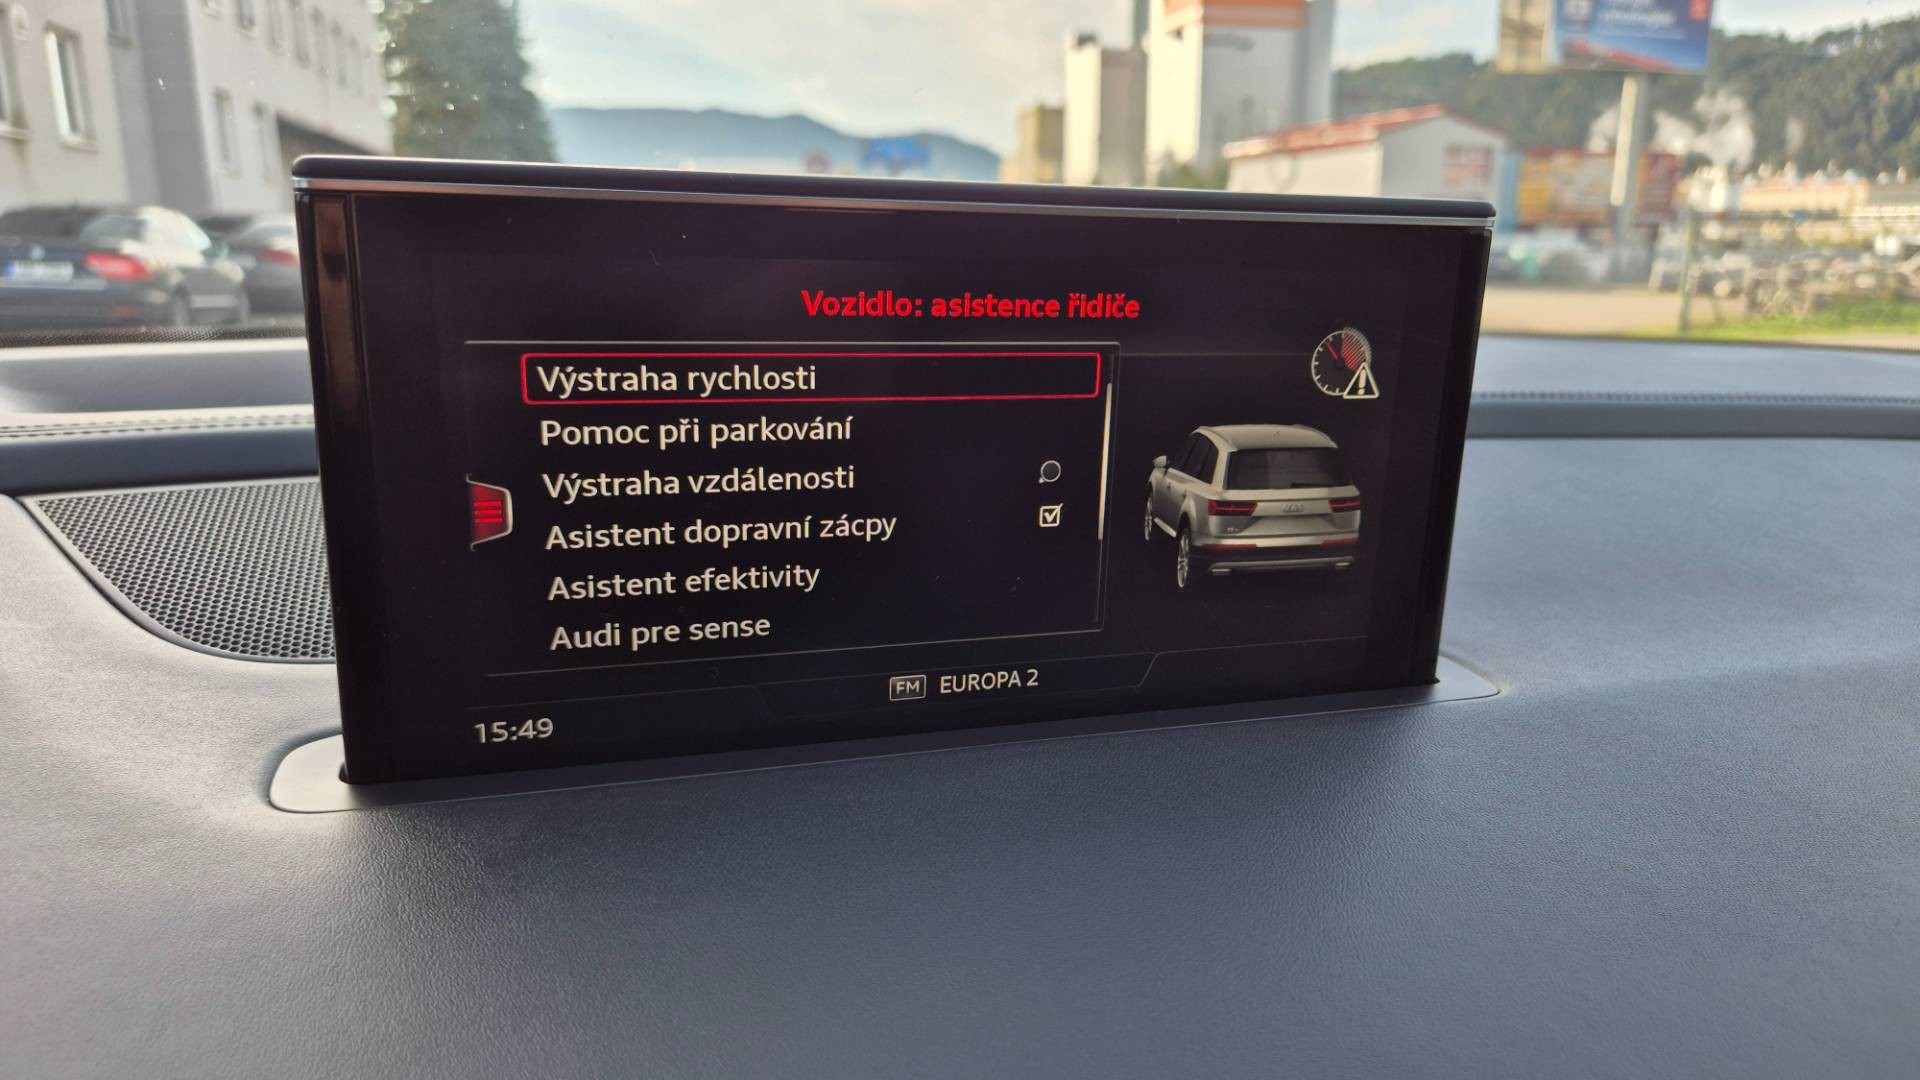 Vozidlo: asistence řidiče
Výstraha rychlosti
Pomoc při parkování
Výstraha vzdálenosti
Asistent dopravní zácpy
Asistent efektivity
Audi pre sense
FM EUROPA 2
15:49